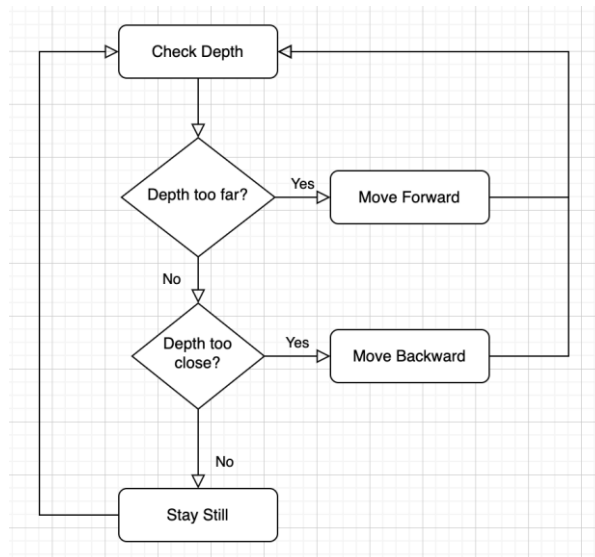 Check Depth
Depth too far?
Yes
Move Forward
No
Depth too
close?
Yes
Move Backward
No
Stay Still